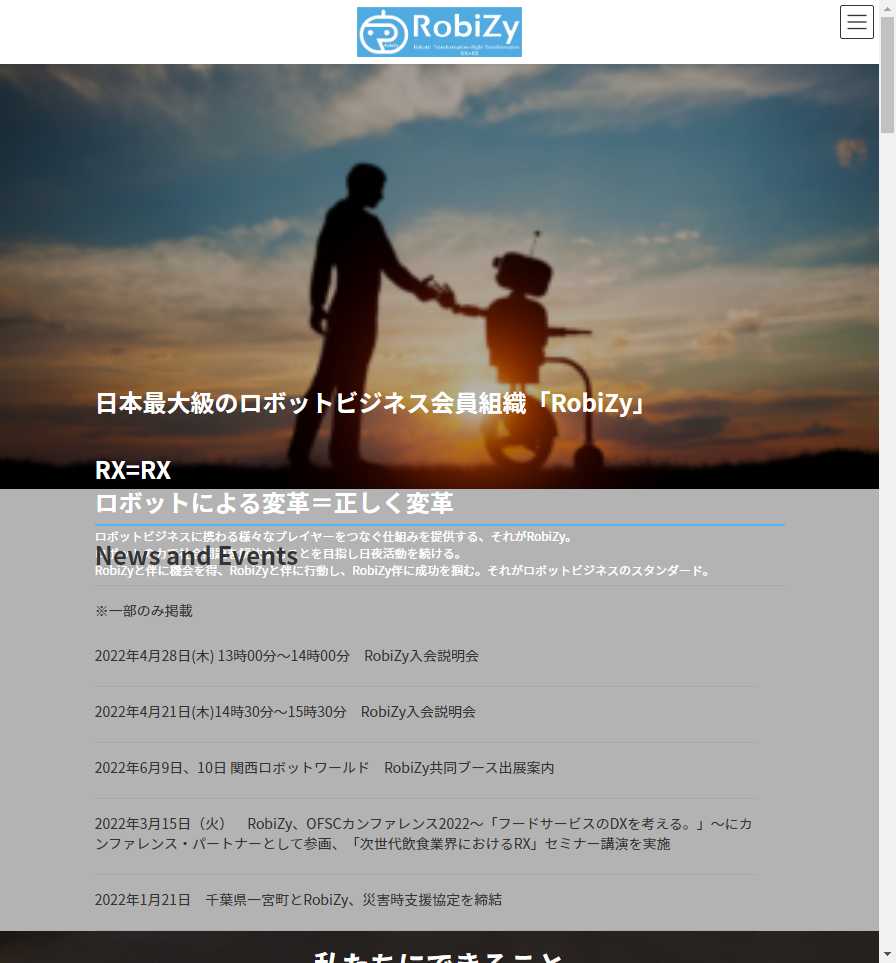 RobiZy
Robotic Transformation=Right Transformation
RX=RX
日本最大級のロボットビジネス会員組織「RobiZy」
RX=RX
ロボットによる変革＝正しく変革
ロボットビジネスに携わる様々なプレイヤーをつなぐ仕組みを提供する、それがRobiZy。
とを目指し日夜活動を続ける。
News and Events
RobiZyと伴に機会を得、RobiZyと伴に行動し、RobiZy伴に成功を掴む。それがロボットビジネスのスタンダード。
※一部のみ掲載
2022年4月28日(木) 13時00分～14時00分　RobiZy入会説明会
2022年4月21日(木)14時30分～15時30分　RobiZy入会説明会
2022年6月9日、10日 関西ロボットワールド　RobiZy共同ブース出展案内
2022年3月15日（火）　RobiZy、OFSCカンファレンス2022～「フードサービスのDXを考える。」～にカ
ンファレンス・パートナーとして参画、「次世代飲食業界におけるRX」セミナー講演を実施
2022年1月21日　千葉県一宮町とRobiZy、災害時支援協定を締結
私たちにできること